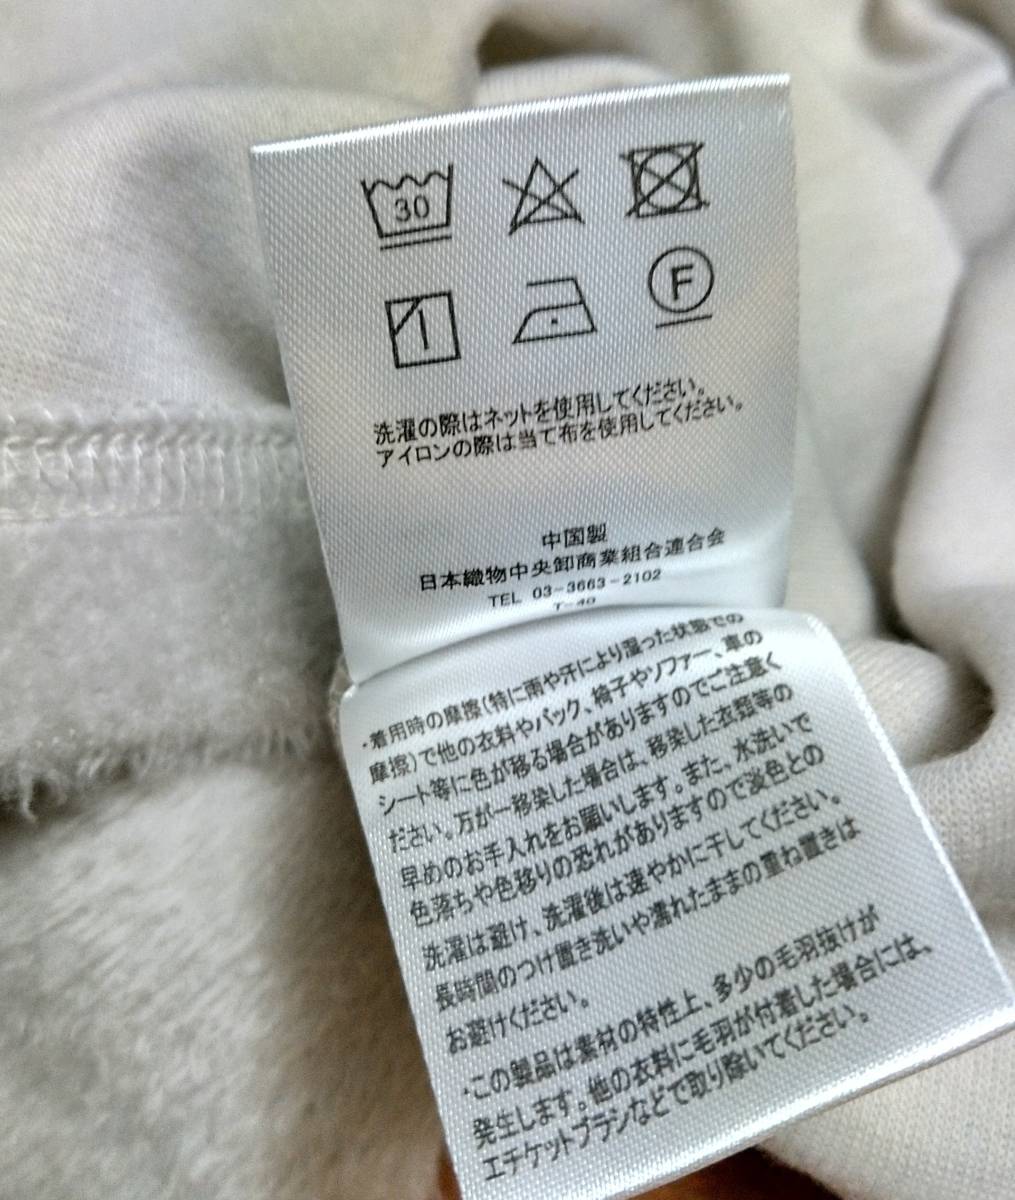 30
F
洗濯の際はネットを使用してください。
アイロンの際は当て布を使用してください。
中国製
日本織物中央卸商業組合連合会
TEL 03-3663-2102
T-40
・着用時の摩擦(特に雨や汗により湿った状態での
摩擦)で他の衣料やバック、椅子やソファー、車の
シート等に色が移る場合がありますのでご注意く
ださい。万が一移染した場合は、移染した衣類等の
早めのお手入れをお願いします。また、水洗いで
色落ちや色移りの恐れがありますので淡色との
洗濯は避け、洗濯後は速やかに干してください。
長時間のつけ置き洗いや濡れたままの重ね置きは
お避けください。
・この製品は素材の特性上、多少の毛羽抜けが
発生します。他の衣料に毛羽が付着した場合には、
エチケットブラシなどで取り除いてください。